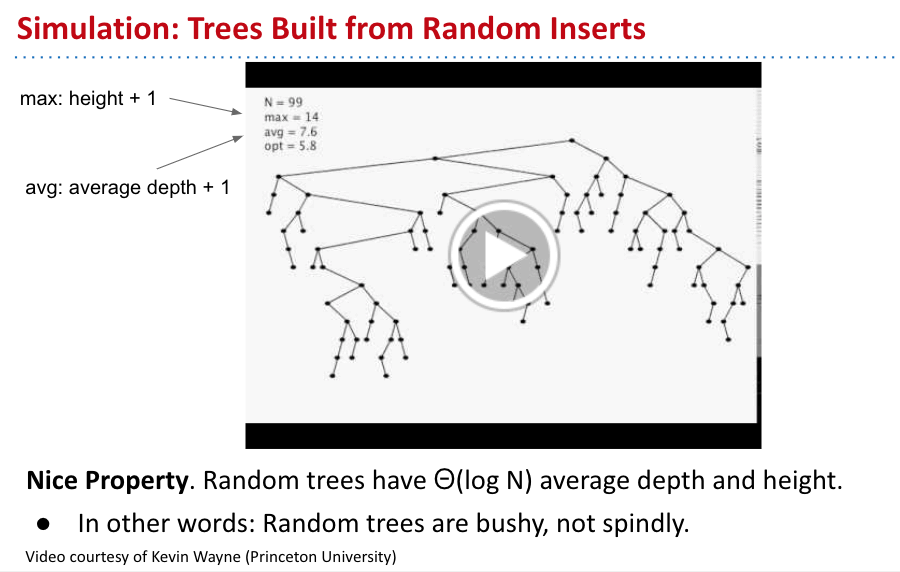 Simulation: Trees Built from Random Inserts
max: height + 1
avg: average depth + 1
N = 99
max = 14
avg = 7.6
opt = 5.8
Nice Property. Random trees have Θ(log N) average depth and height.
● In other words: Random trees are bushy, not spindly.
Video courtesy of Kevin Wayne (Princeton University)